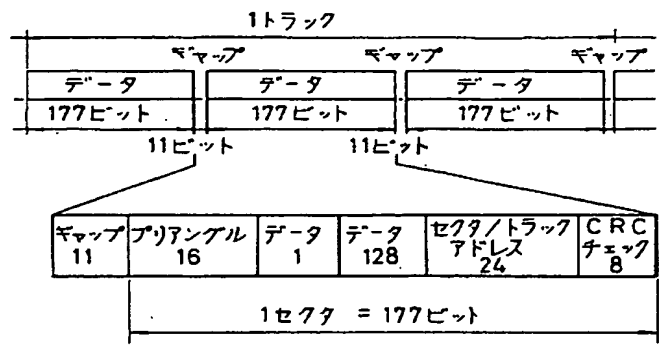 1トラック
ギャップ ギャップ ギャップ
データ データ データ
177ビット 177ビット 177ビット
11ビット 11ビット
ギャップ プリアングル データ データ セクタ/トラック CRC
アドレス チェック
11 16 1 128 24 8
1セクタ = 177ビット